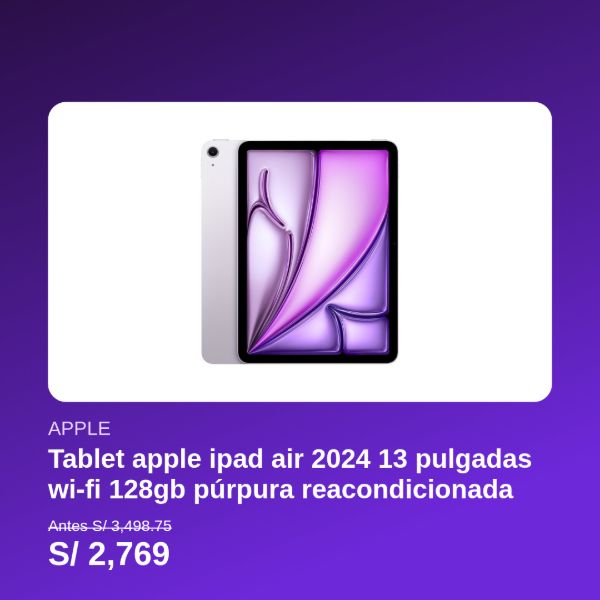 APPLE
Tablet apple ipad air 2024 13 pulgadas
wi-fi 128gb púrpura reacondicionada
Antes S/ 3,498.75
S/ 2,769